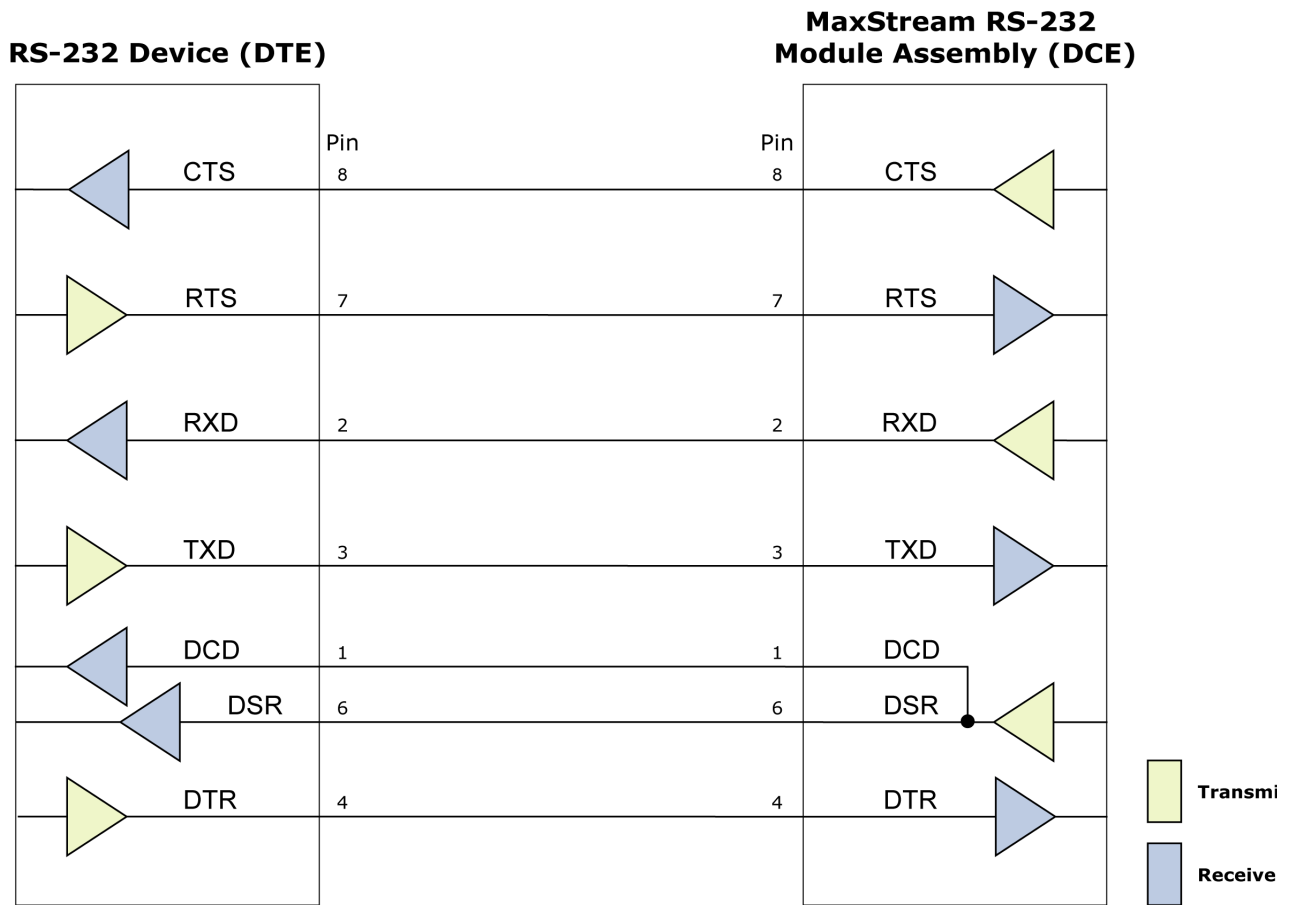 MaxStream RS-232
RS-232 Device (DTE) Module Assembly (DCE)
Pin Pin
CTS 8 8 CTS
RTS 7 7 RTS
RXD 2 2 RXD
TXD 3 3 TXD
DCD 1 1 DCD
DSR 6 6 DSR
DTR 4 4 DTR
Transmi
Receive